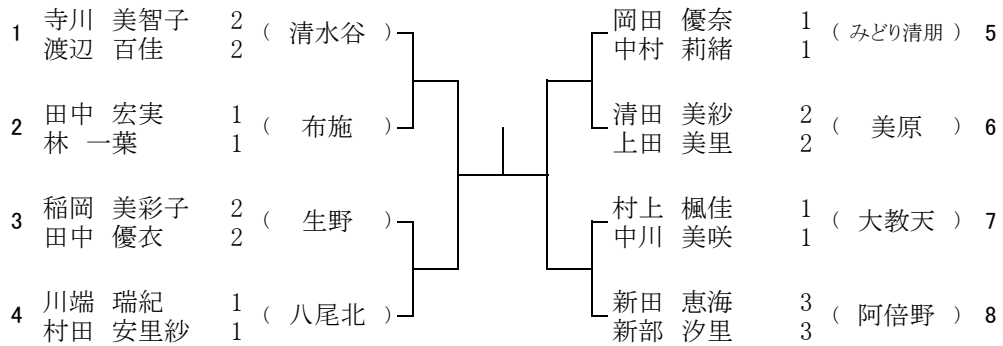 1 寺川 美智子 2 ( 清水谷 )
渡辺 百佳 2
2 田中 宏実 1 ( 布施 )
林 一葉 1
3 稲岡 美彩子 2 ( 生野 )
田中 優衣 2
4 川端 瑞紀 1 ( 八尾北 )
村田 安里紗 1
岡田 優奈 1 ( みどり清朋 ) 5
中村 莉緒 1
清田 美紗 2 ( 美原 ) 6
上田 美里 2
村上 楓佳 1 ( 大教天 ) 7
中川 美咲 1
新田 恵海 3 ( 阿倍野 ) 8
新部 汐里 3